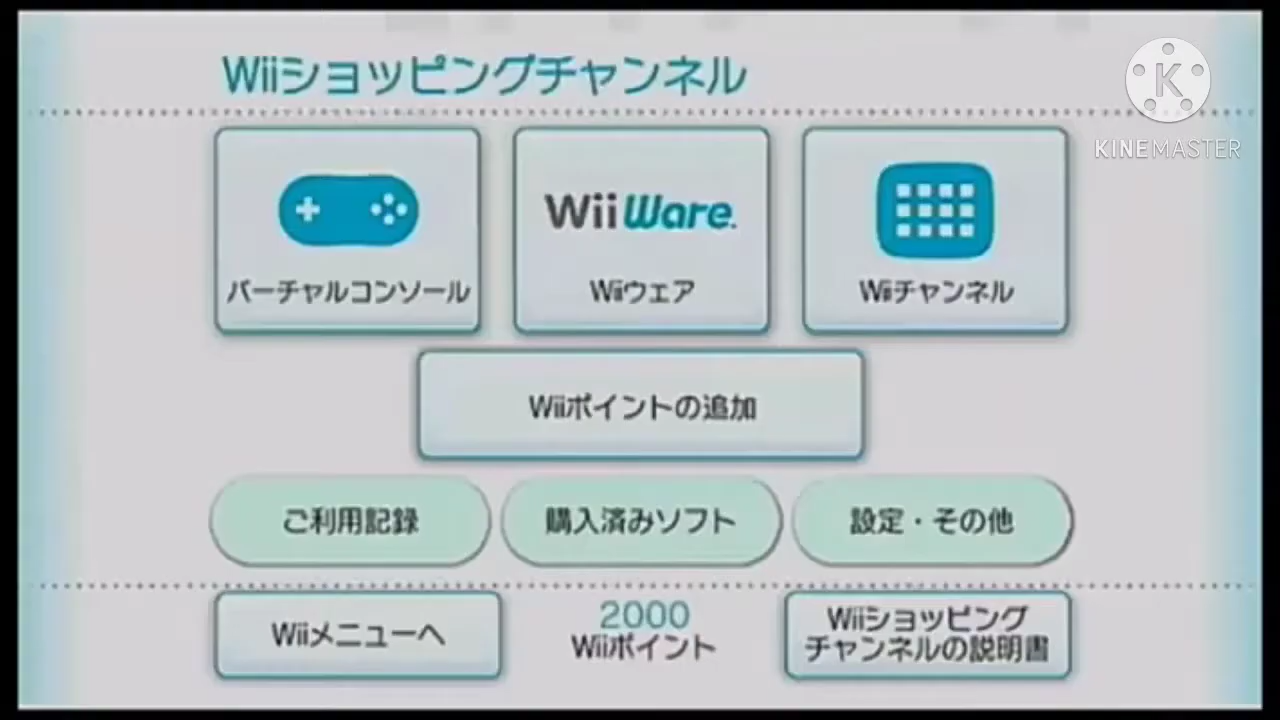 Wiiショッピングチャンネル
K
KINEMASTER
WiiWare.
バーチャルコンソール
Wiiウェア
Wiiチャンネル
Wiiポイントの追加
ご利用記録
購入済みソフト
設定・その他
Wiiメニューへ
2000
Wiiポイント
Wiiショッピング
チャンネルの説明書